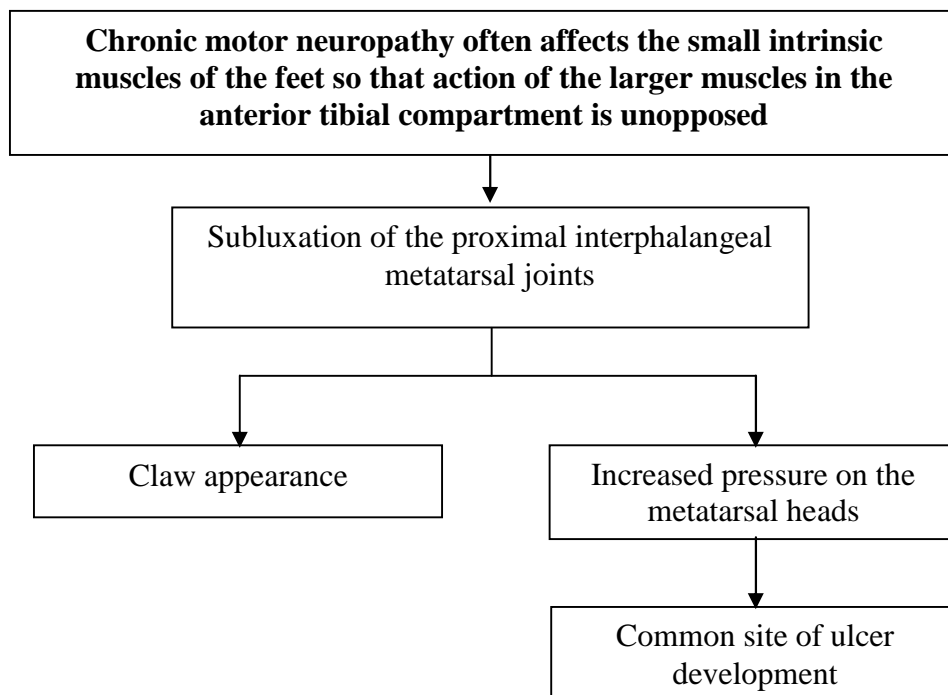 Chronic motor neuropathy often affects the small intrinsic
muscles of the feet so that action of the larger muscles in the
anterior tibial compartment is unopposed
Subluxation of the proximal interphalangeal
metatarsal joints
Claw appearance
Increased pressure on the
metatarsal heads
Common site of ulcer
development